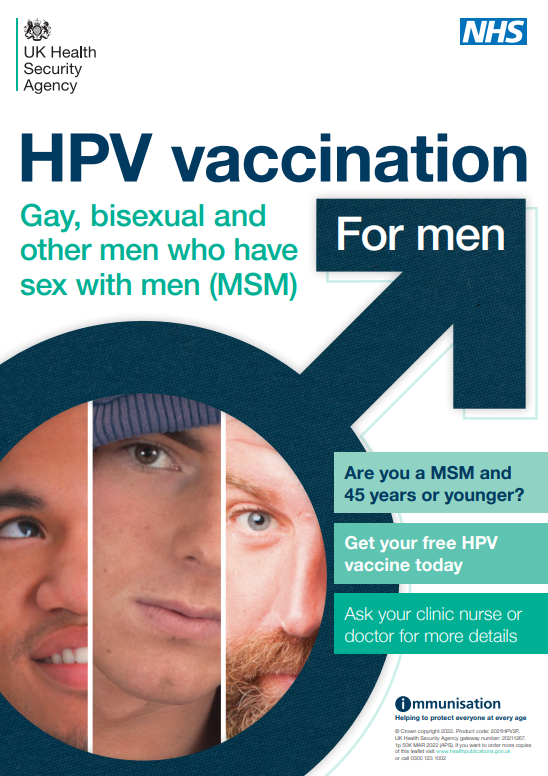 UK Health
Security
Agency
NHS
HPV vaccination
Gay, bisexual and
other men who have
sex with men (MSM)
For men
Are you a MSM and
45 years or younger?
Get your free HPV
vaccine today
Ask your clinic nurse or
doctor for more details
immunisation
Helping to protect everyone at every age
© Crown copyright 2022. Product code: 2021HPV2P.
UK Health Security Agency gateway number: 20211267.
1p 50K MAR 2022 (APS). If you want to order more copies
of this leaflet visit www.healthpublications.gov.uk
or call 0300 123 1002